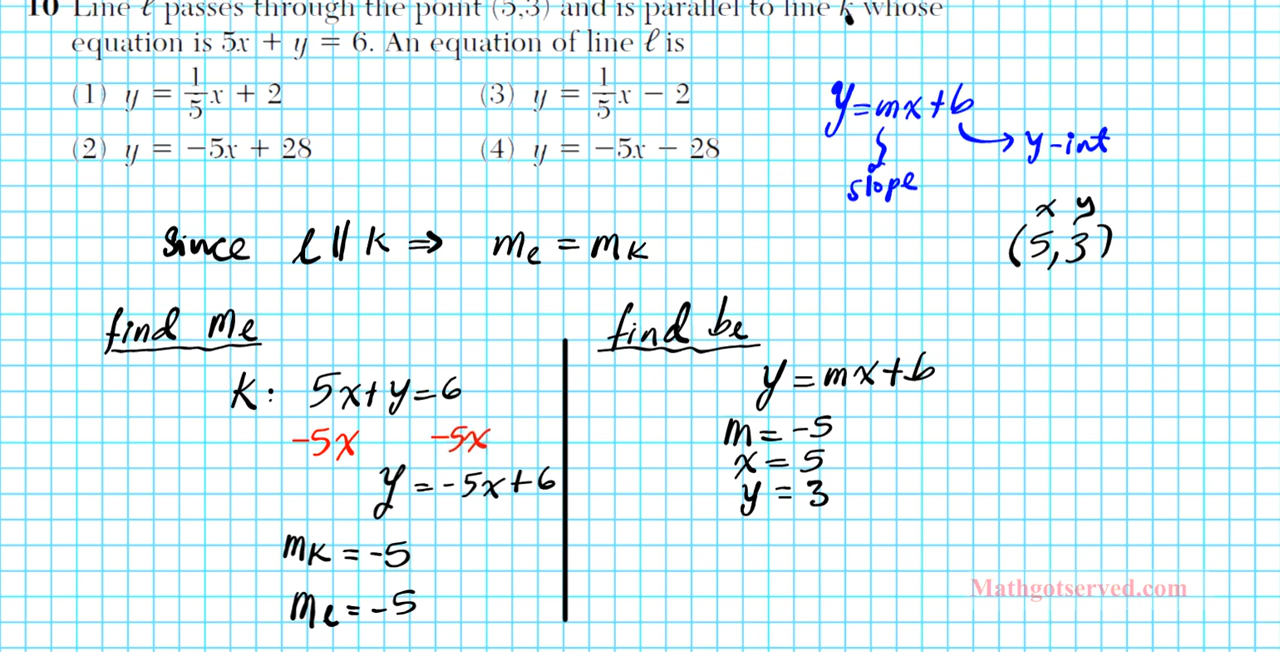 10 Line ℓ passes through the point (5,3) and is parallel to line k whose
equation is 5x + y = 6. An equation of line ℓ is
(1) y = 1/5 x + 2
(3) y = 1/5 x − 2
(2) y = −5x + 28
(4) y = −5x − 28
y=mx+b
y-int
slope
x y
(5,3)
Since ℓ ∥ k ⇒ mℓ = mk
find mℓ
k: 5x+y=6
-5x -5x
y=-5x+6
mk = -5
mℓ = -5
find bℓ
y=mx+b
m=-5
x=5
y=3
Mathgotserved.com